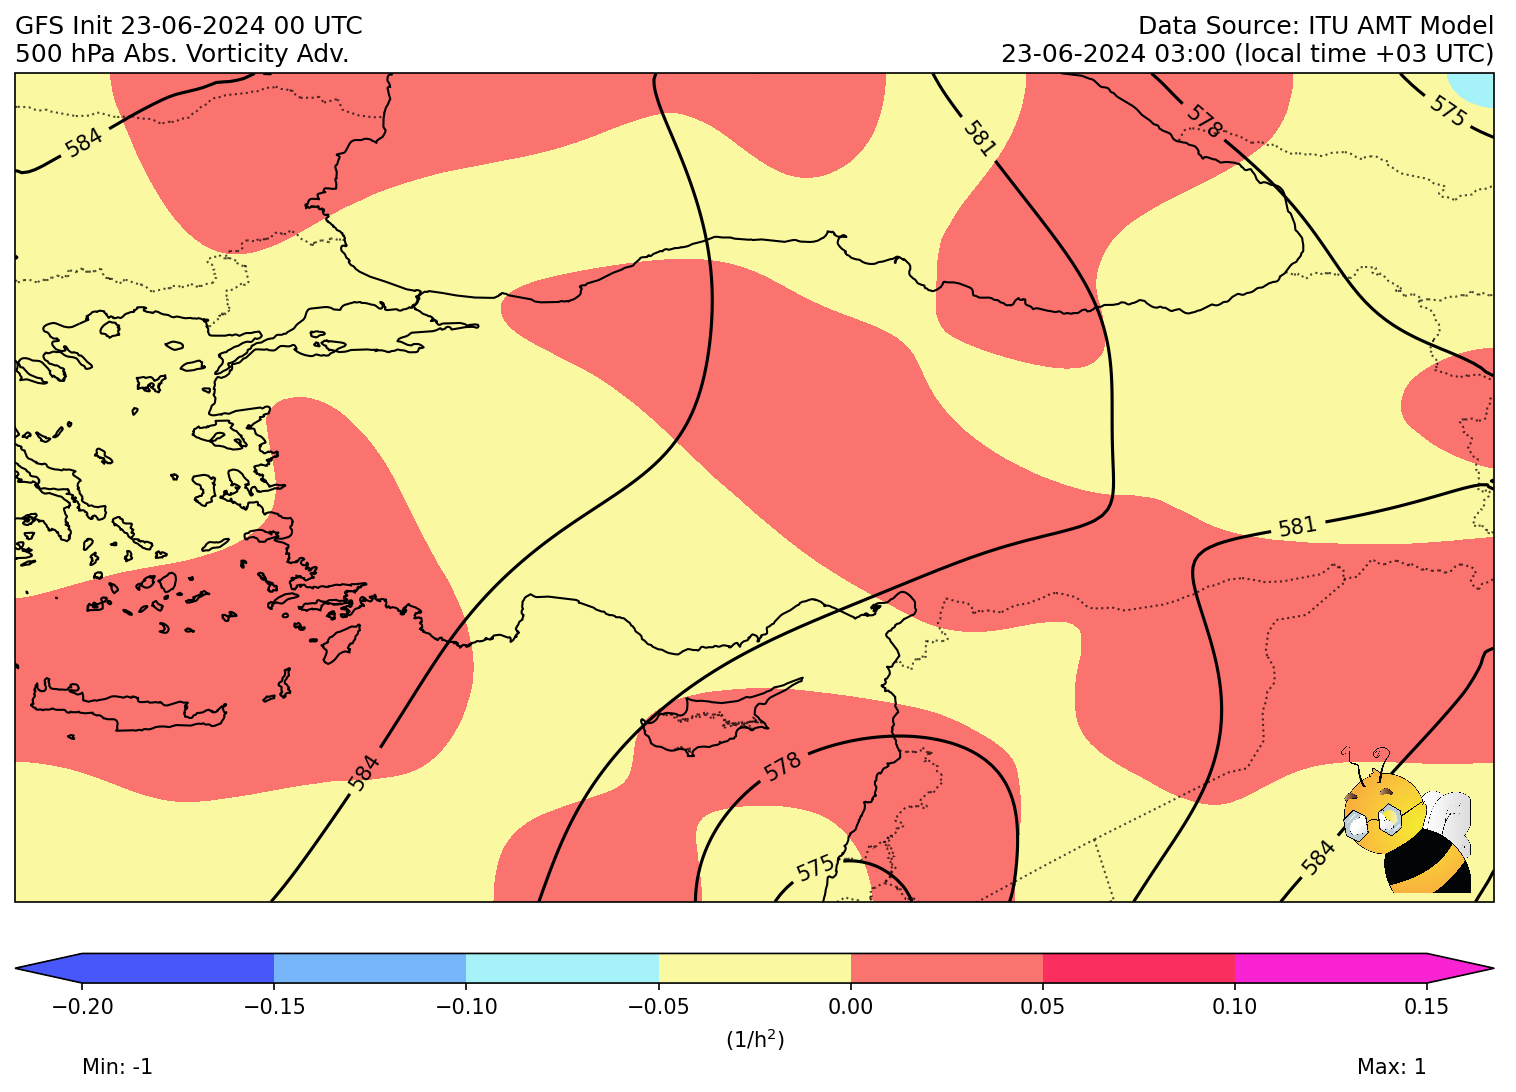 GFS Init 23-06-2024 00 UTC
Data Source: ITU AMT Model
500 hPa Abs. Vorticity Adv.
23-06-2024 03:00 (local time +03 UTC)
584
581
578
575
581
584
578
575
584
−0.20
−0.15
−0.10
−0.05
0.00
0.05
0.10
0.15
(1/h²)
Min: -1
Max: 1